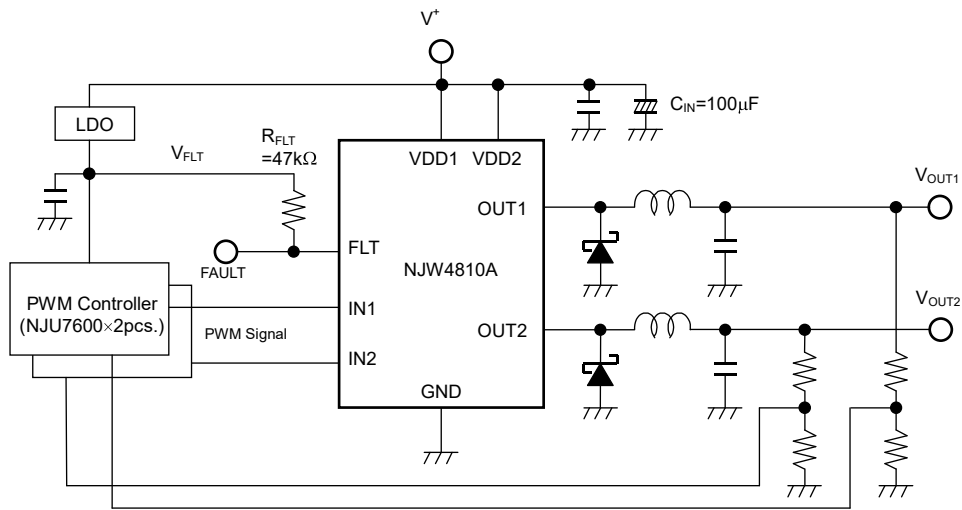 V+
LDO
CIN=100µF
RFLT
=47kΩ
VFLT
VDD1 VDD2
VOUT1
OUT1
FLT
FAULT
NJW4810A
PWM Controller
(NJU7600×2pcs.)
IN1
PWM Signal
OUT2
VOUT2
IN2
GND